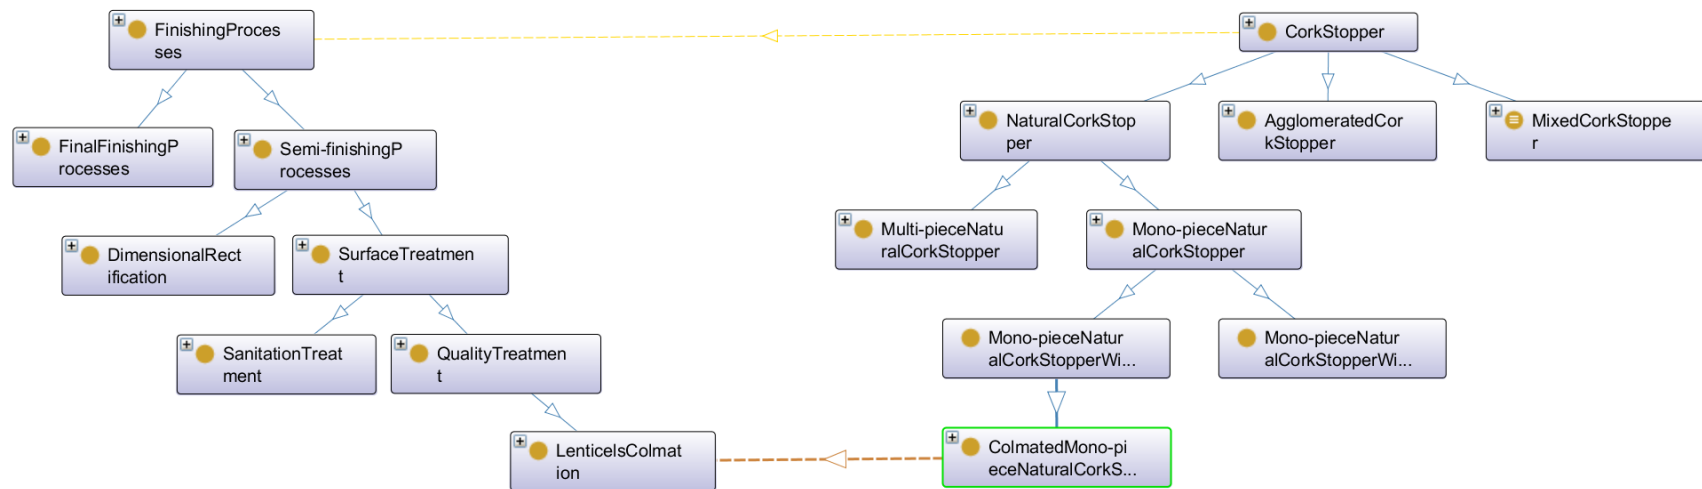 FinishingProces
ses
CorkStopper
FinalFinishingP
rocesses
Semi-finishingP
rocesses
NaturalCorkStop
per
AgglomeratedCor
kStopper
MixedCorkStoppe
r
DimensionalRect
ification
SurfaceTreatmen
t
Multi-pieceNatu
ralCorkStopper
Mono-pieceNatur
alCorkStopper
SanitationTreat
ment
QualityTreatmen
t
Mono-pieceNatur
alCorkStopperWi...
Mono-pieceNatur
alCorkStopperWi...
LenticelsColmat
ion
ColmatedMono-pi
eceNaturalCorkS...